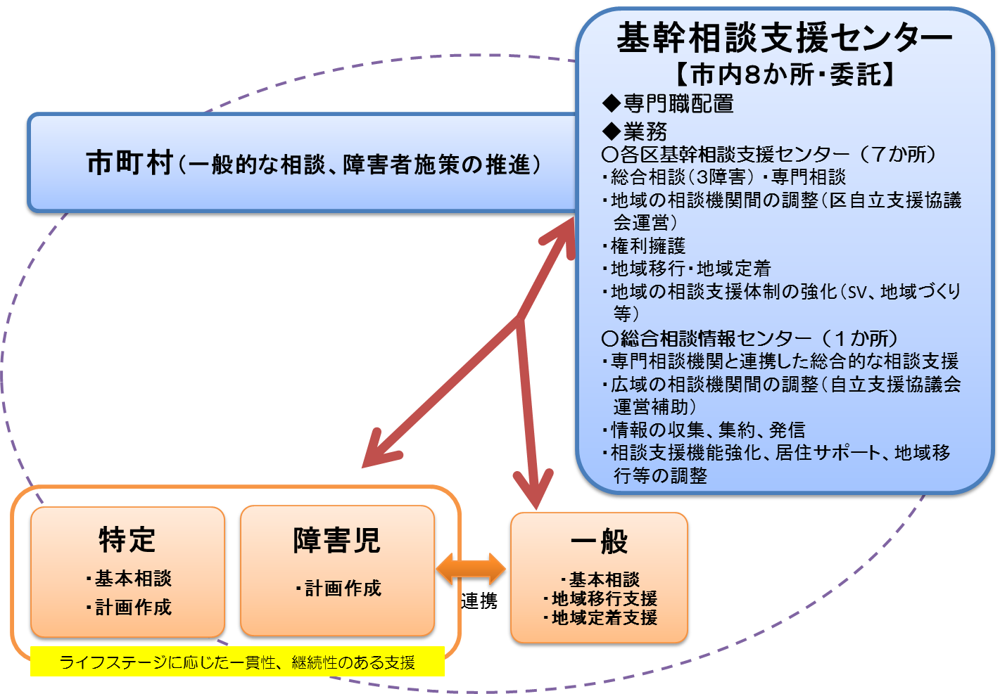 基幹相談支援センター
【市内８か所・委託】
◆専門職配置
◆業務
〇各区基幹相談支援センター（７か所）
・総合相談（３障害）・専門相談
・地域の相談機関間の調整（区自立支援協議
会運営）
・権利擁護
・地域移行・地域定着
・地域の相談支援体制の強化（SV、地域づくり
等）
〇総合相談情報センター（１か所）
・専門相談機関と連携した総合的な相談支援
・広域の相談機関間の調整（自立支援協議会
運営補助）
・情報の収集、集約、発信
・相談支援機能強化、居住サポート、地域移
行等の調整
市町村（一般的な相談、障害者施策の推進）
特定
・基本相談
・計画作成
障害児
・計画作成
連携
一般
・基本相談
・地域移行支援
・地域定着支援
ライフステージに応じた一貫性、継続性のある支援